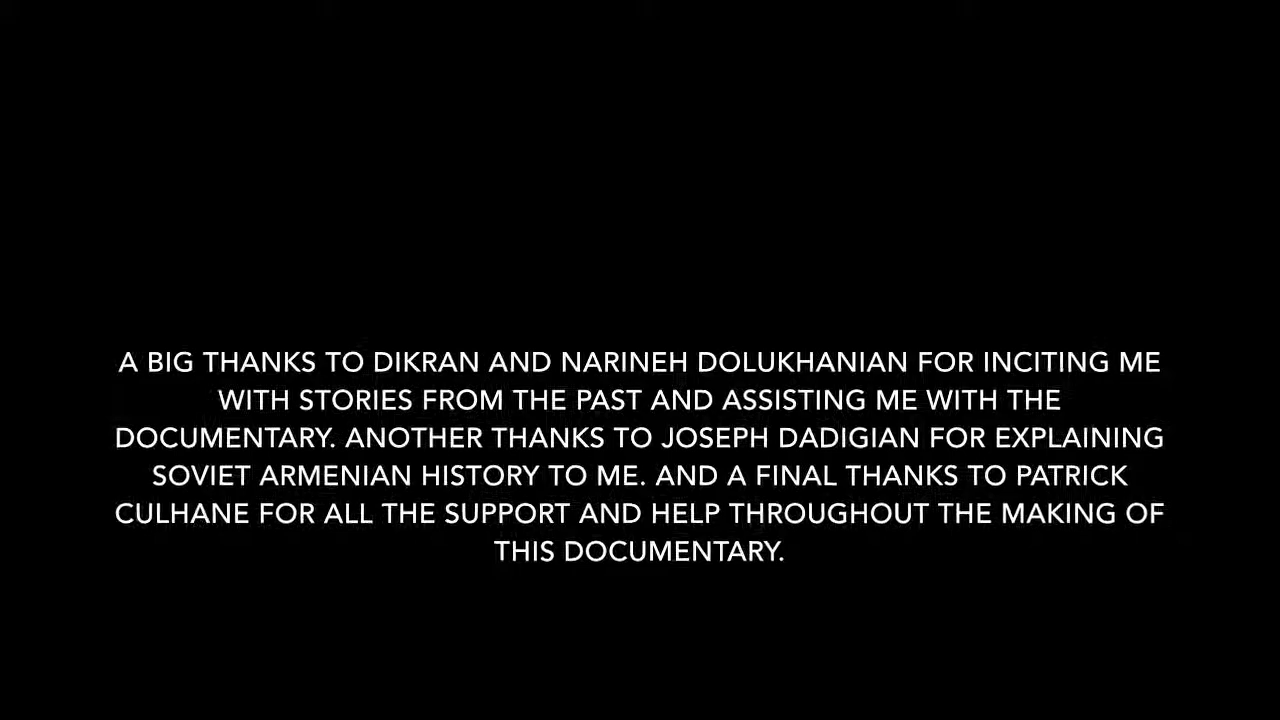 A BIG THANKS TO DIKRAN AND NARINEH DOLUKHANIAN FOR INCITING ME
WITH STORIES FROM THE PAST AND ASSISTING ME WITH THE
DOCUMENTARY. ANOTHER THANKS TO JOSEPH DADIGIAN FOR EXPLAINING
SOVIET ARMENIAN HISTORY TO ME. AND A FINAL THANKS TO PATRICK
CULHANE FOR ALL THE SUPPORT AND HELP THROUGHOUT THE MAKING OF
THIS DOCUMENTARY.